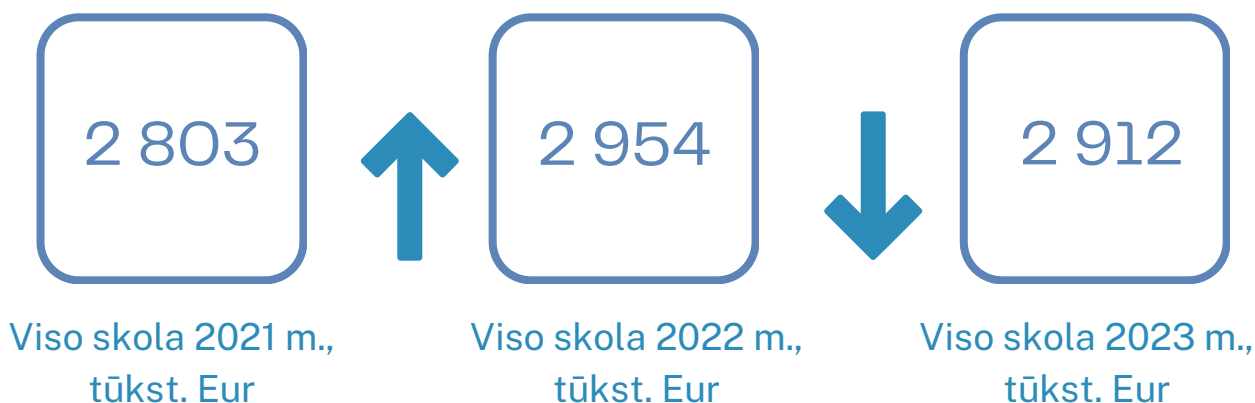 2 803
2 954
2 912
Viso skola 2021 m.,
tūkst. Eur
Viso skola 2022 m.,
tūkst. Eur
Viso skola 2023 m.,
tūkst. Eur